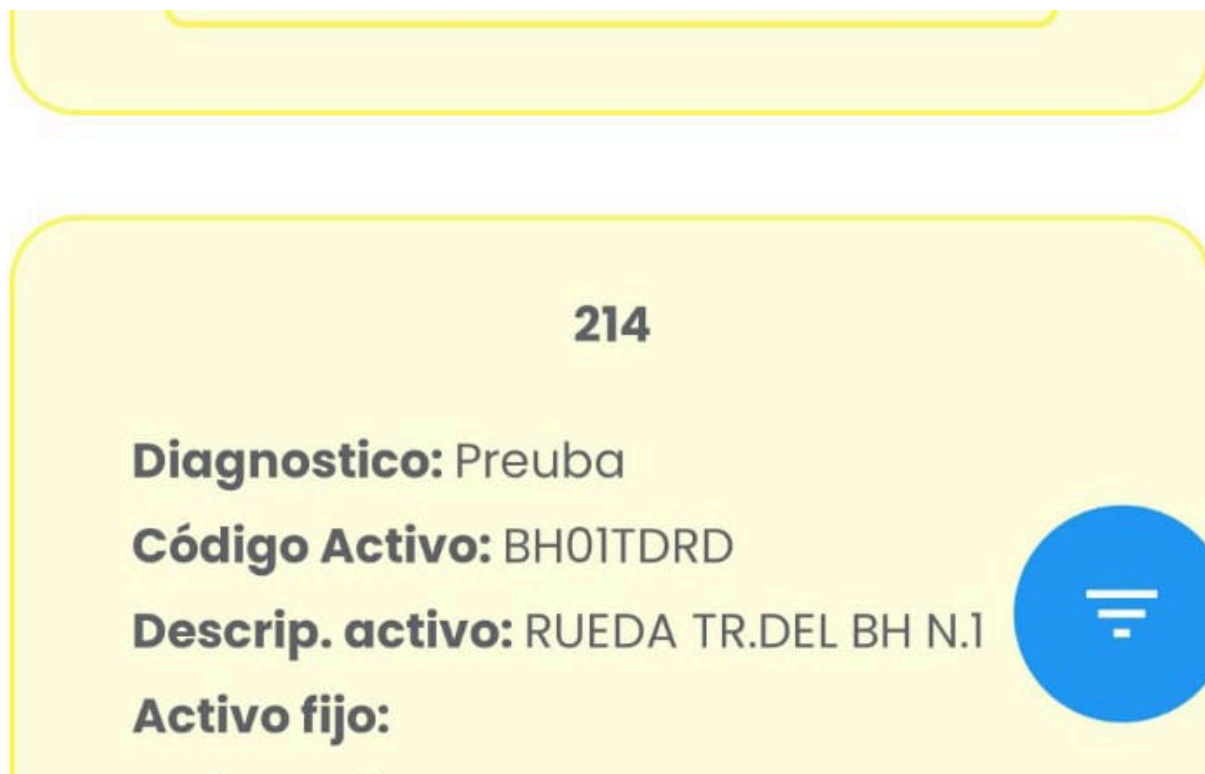 214
Diagnostico: Preuba
Código Activo: BH01TDRD
Descrip. activo: RUEDA TR.DEL BH N.1
Activo fijo: